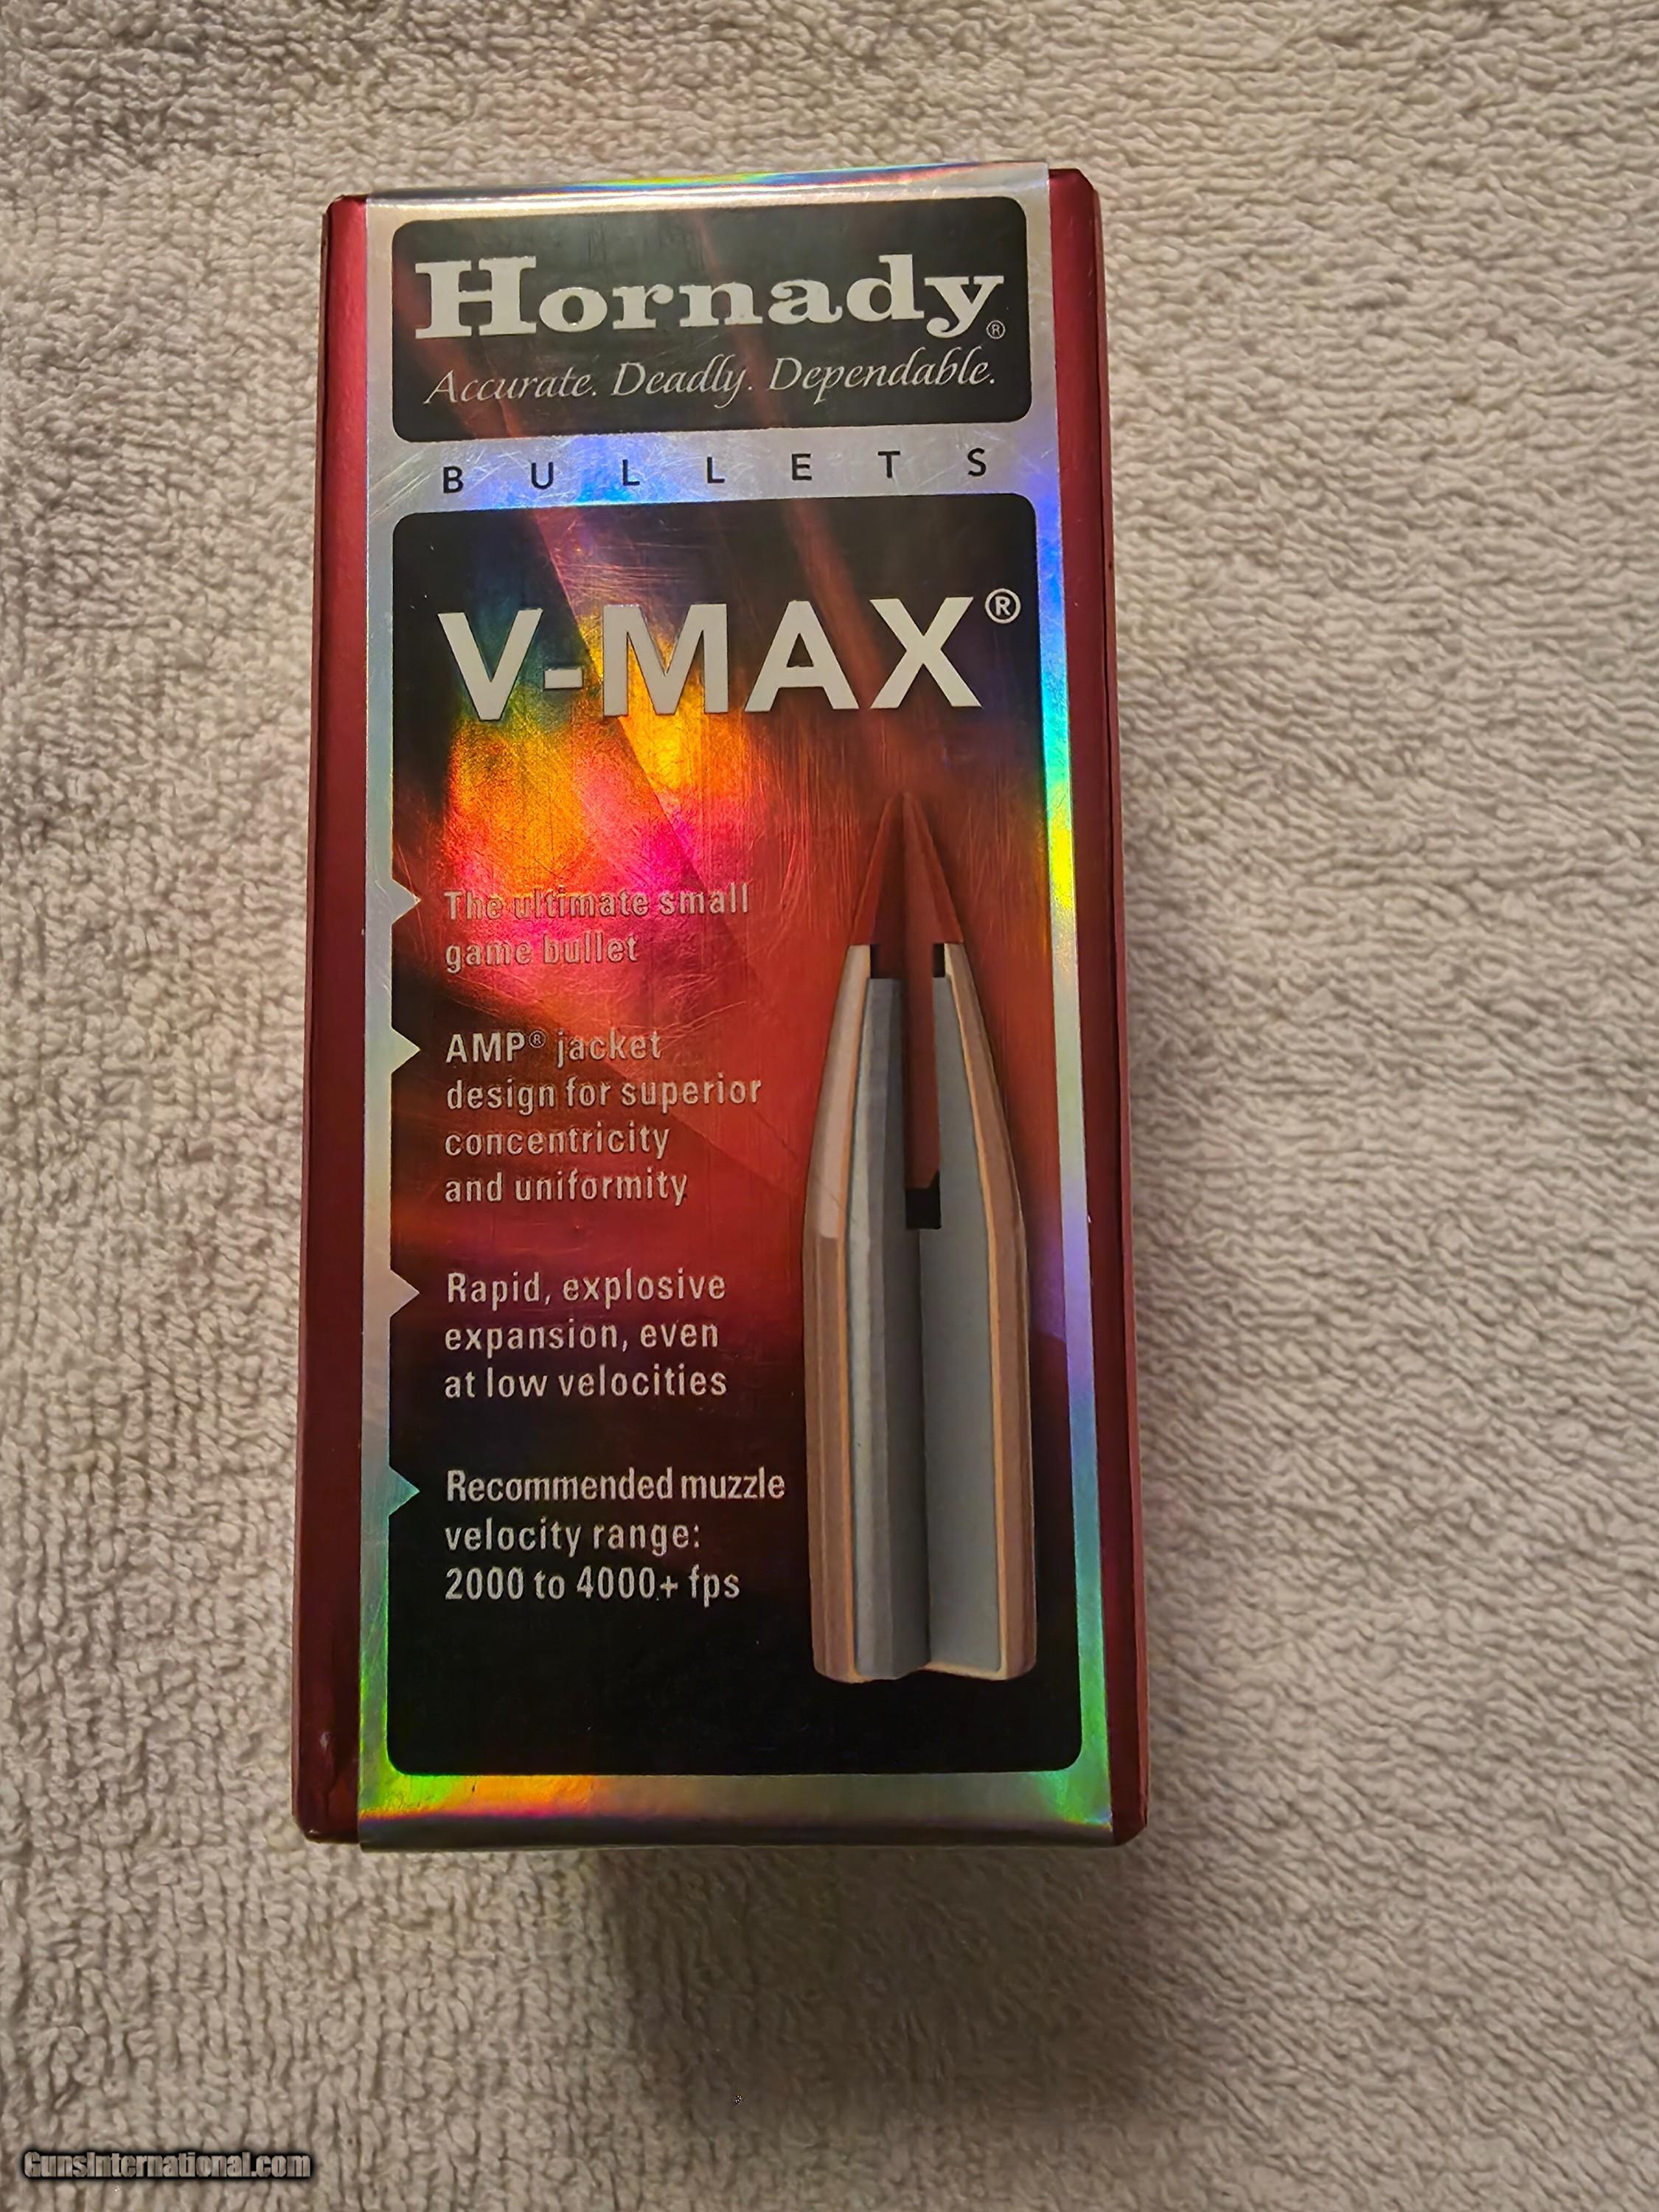 Hornady®
Accurate. Deadly. Dependable.
BULLETS
V-MAX®
The ultimate small
game bullet
AMP® jacket
design for superior
concentricity
and uniformity
Rapid, explosive
expansion, even
at low velocities
Recommended muzzle
velocity range:
2000 to 4000+ fps
GunsInternational.com